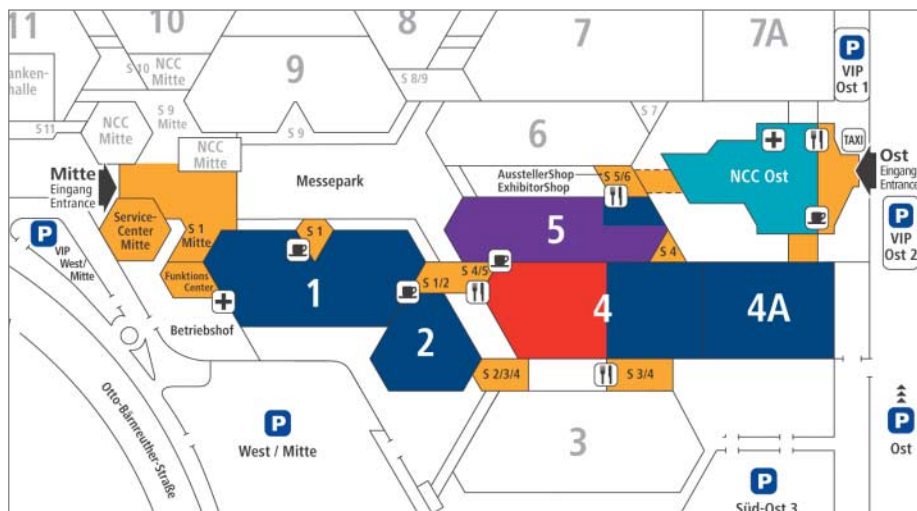 11
10
9
8
7
7A
NCC
Mitte
S 10
S 9
Mitte
S 8/9
S 11
NCC
Mitte
S 9
NCC
Mitte
S 7
6
P
VIP
Ost 1
TAXI
Ost
Eingang
Entrance
NCC Ost
Mitte
Eingang
Entrance
Messepark
AusstellerShop
ExhibitorShop
S 5/6
Service-
Center
Mitte
S 1
Mitte
S 1
5
S 4
P
VIP
Ost 2
P
VIP
West/
Mitte
Funktions
Center
1
S 1/2
S 4/5
4
4A
Betriebshof
2
S 2/3/4
S 3/4
Otto-Bärnreuther-Straße
P
West / Mitte
3
P
Ost
P
Süd-Ost 3